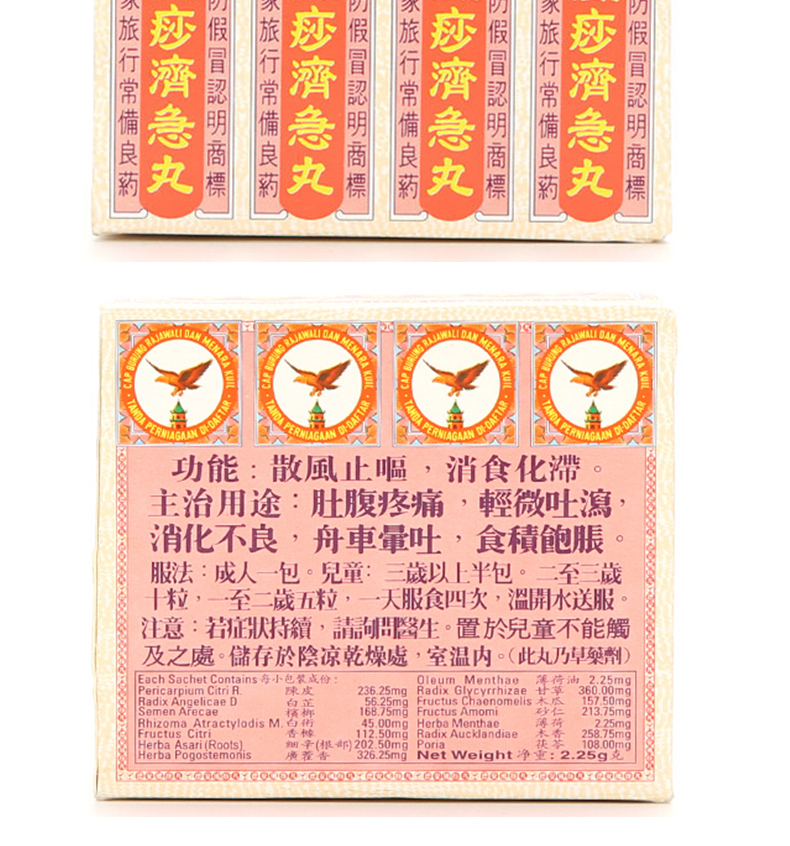 家旅行常備良葯
痧濟急丸
防假冒認明商標
家旅行常備良葯
痧濟急丸
防假冒認明商標
家旅行常備良葯
痧濟急丸
防假冒認明商標
家旅行常備良葯
痧濟急丸
防假冒認明商標
CAP BURUNG RAJAWALI DAN MENARA KUIL
TANDA PERNIAGAAN DI-DAFTAR
CAP BURUNG RAJAWALI DAN MENARA KUIL
TANDA PERNIAGAAN DI-DAFTAR
CAP BURUNG RAJAWALI DAN MENARA KUIL
TANDA PERNIAGAAN DI-DAFTAR
CAP BURUNG RAJAWALI DAN MENARA KUIL
TANDA PERNIAGAAN DI-DAFTAR
功能：散風止嘔，消食化滯。
主治用途：肚腹疼痛，輕微吐瀉，
消化不良，舟車暈吐，食積飽脹。
服法：成人一包。兒童：三歲以上半包。二至三歲
十粒，一至二歲五粒，一天服食四次，溫開水送服。
注意：若症狀持續，請詢問醫生。置於兒童不能觸
及之處。儲存於陰凉乾燥處，室温内。（此丸乃草藥劑）
Each Sachet Contains 每小包裝成份：
Pericarpium Citri R. 陳皮 236.25mg
Radix Angelicae D 白芷 56.25mg
Semen Arecae 檳榔 168.75mg
Rhizoma Atractylodis M. 白術 45.00mg
Fructus Citri 香櫞 112.50mg
Herba Asari (Roots) 細辛(根部) 202.50mg
Herba Pogostemonis 廣藿香 326.25mg
Oleum Menthae 薄荷油 2.25mg
Radix Glycyrrhizae 甘草 360.00mg
Fructus Chaenomelis 木瓜 157.50mg
Fructus Amomi 砂仁 213.75mg
Herba Menthae 薄荷 2.25mg
Radix Aucklandiae 木香 258.75mg
Poria 茯苓 108.00mg
Net Weight 净重：2.25g克